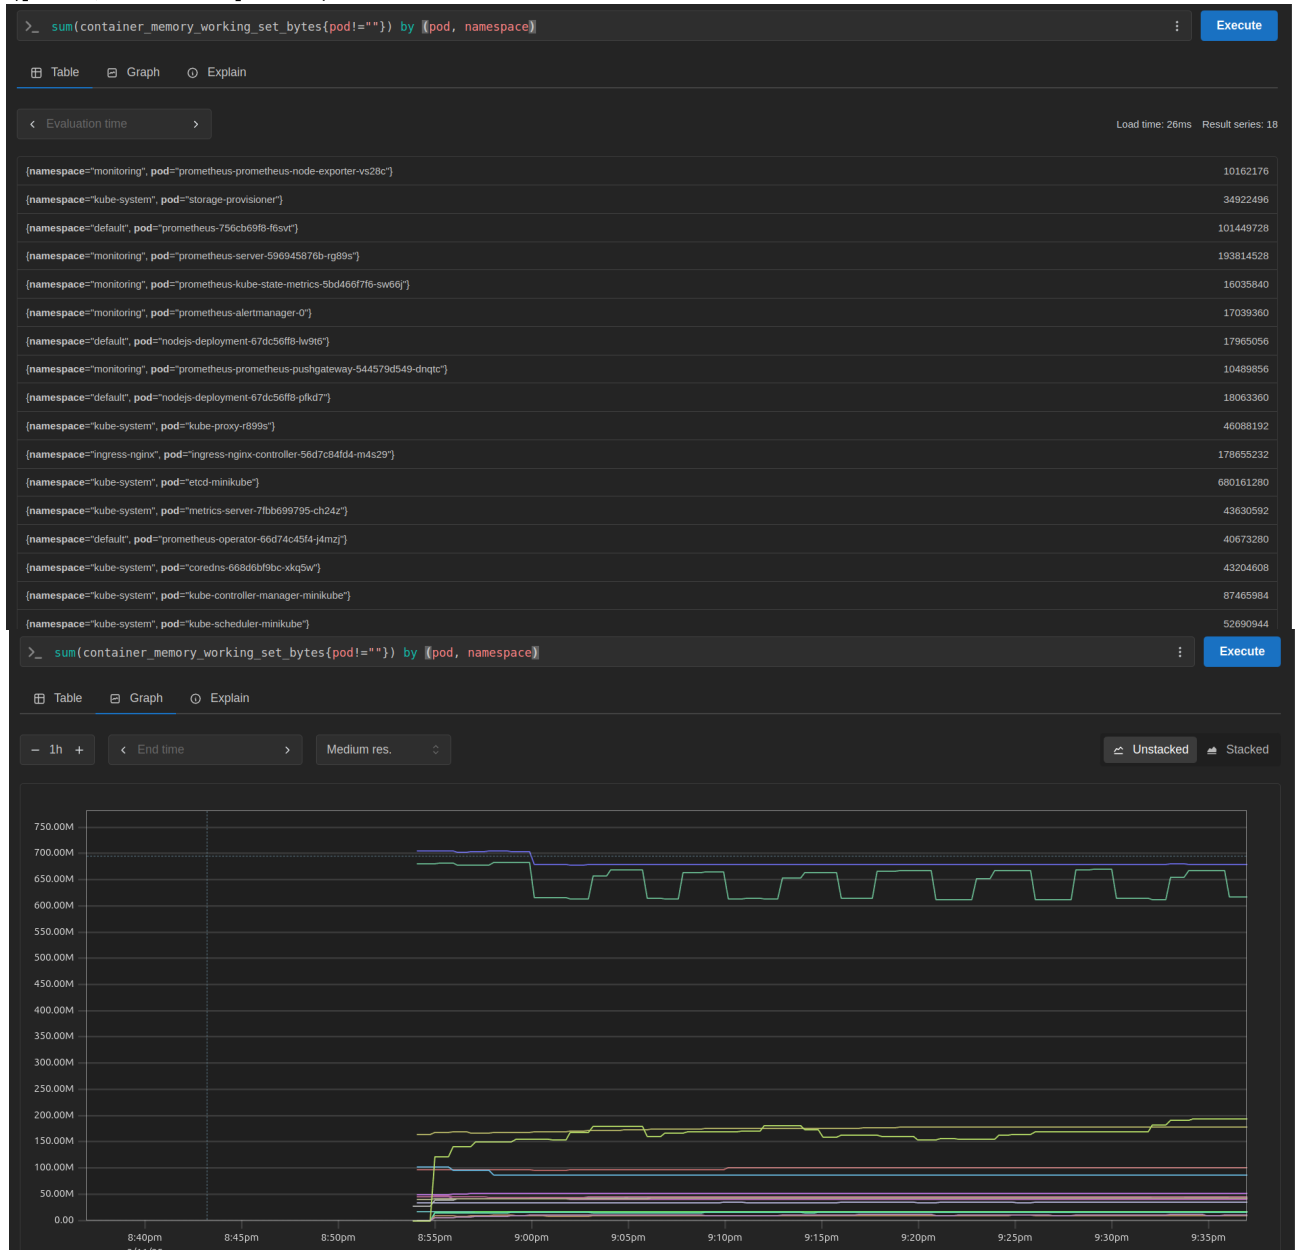 >_ sum(container_memory_working_set_bytes{pod!=""}) by (pod, namespace)
Execute
Table Graph Explain
< Evaluation time >
Load time: 26ms Result series: 18
{namespace="monitoring", pod="prometheus-prometheus-node-exporter-vs28c"} 10162176
{namespace="kube-system", pod="storage-provisioner"} 34922496
{namespace="default", pod="prometheus-756cb69f8-f6svt"} 101449728
{namespace="monitoring", pod="prometheus-server-596945876b-rg89s"} 193814528
{namespace="monitoring", pod="prometheus-kube-state-metrics-5bd466f7f6-sw66j"} 16035840
{namespace="monitoring", pod="prometheus-alertmanager-0"} 17039360
{namespace="default", pod="nodejs-deployment-67dc56ff8-lw9t6"} 17965056
{namespace="monitoring", pod="prometheus-prometheus-pushgateway-544579d549-dnqtc"} 10489856
{namespace="default", pod="nodejs-deployment-67dc56ff8-pfkd7"} 18063360
{namespace="kube-system", pod="kube-proxy-r899s"} 46088192
{namespace="ingress-nginx", pod="ingress-nginx-controller-56d7c84fd4-m4s29"} 178655232
{namespace="kube-system", pod="etcd-minikube"} 680161280
{namespace="kube-system", pod="metrics-server-7fbb699795-ch24z"} 43630592
{namespace="default", pod="prometheus-operator-66d74c45f4-j4mzj"} 40673280
{namespace="kube-system", pod="coredns-668d6bf9bc-xkq5w"} 43204608
{namespace="kube-system", pod="kube-controller-manager-minikube"} 87465984
{namespace="kube-system", pod="kube-scheduler-minikube"} 52690944
>_ sum(container_memory_working_set_bytes{pod!=""}) by (pod, namespace)
Execute
Table Graph Explain
− 1h +
< End time >
Medium res.
Unstacked Stacked
750.00M
700.00M
650.00M
600.00M
550.00M
500.00M
450.00M
400.00M
350.00M
300.00M
250.00M
200.00M
150.00M
100.00M
50.00M
0.00
8:40pm 8:45pm 8:50pm 8:55pm 9:00pm 9:05pm 9:10pm 9:15pm 9:20pm 9:25pm 9:30pm 9:35pm